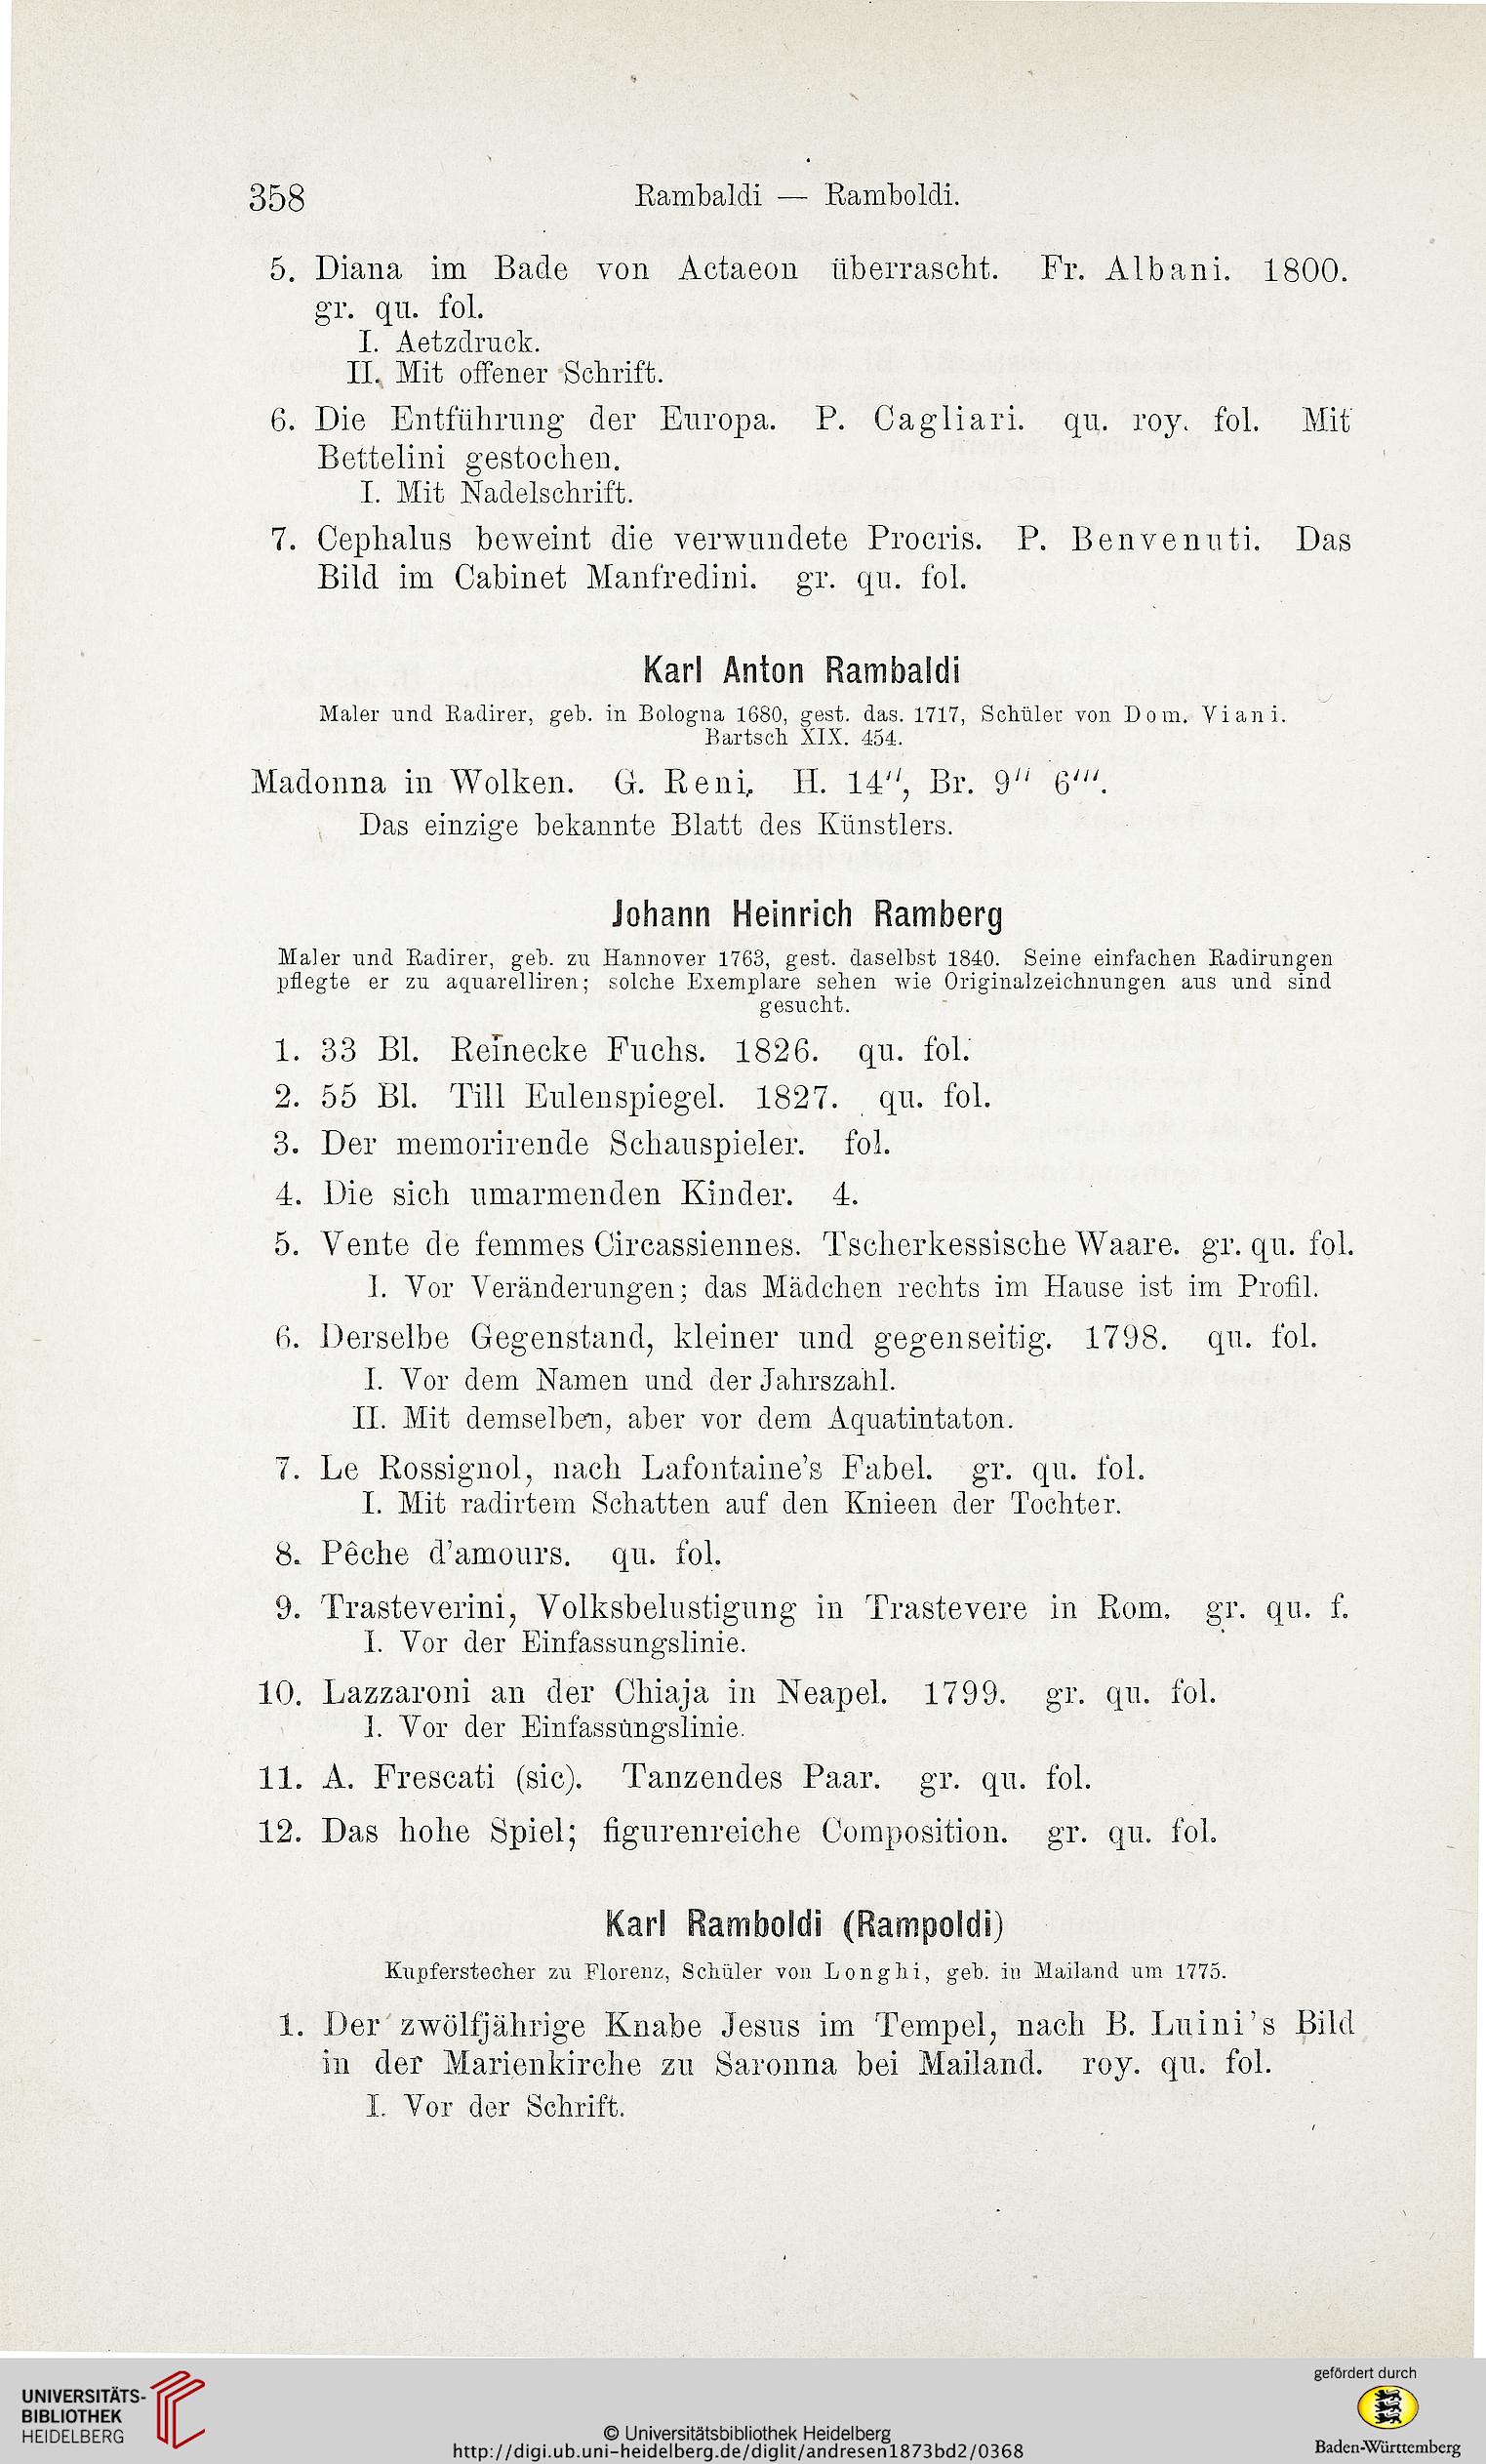 358 Rambaldi — Ramboldi.
5. Diana im Bade von Actaeon überrascht. Fr. Albani. 1800.
gr. qu. fol.
I. Aetzdruck.
II. Mit offener Schrift.
6. Die Entführung der Europa. P. Cagliari. qu. roy. fol. Mit
Bettelini gestochen.
I. Mit Nadelschrift.
7. Cephalus beweint die verwundete Procris. P. Benvenuti. Das
Bild im Cabinet Manfredini. gr. qu. fol.
Karl Anton Rambaldi
Maler und Radirer, geb. in Bologna 1680, gest. das. 1717, Schüler von Dom. Viani.
Bartsch XIX. 454.
Madonna in Wolken. G. Reni. H. 14′′, Br. 9′′ 6′′′.
Das einzige bekannte Blatt des Künstlers.
Johann Heinrich Ramberg
Maler und Radirer, geb. zu Hannover 1763, gest. daselbst 1840. Seine einfachen Radirungen
pflegte er zu aquarelliren; solche Exemplare sehen wie Originalzeichnungen aus und sind
gesucht.
1. 33 Bl. Reinecke Fuchs. 1826. qu. fol.
2. 55 Bl. Till Eulenspiegel. 1827. qu. fol.
3. Der memorirende Schauspieler. fol.
4. Die sich umarmenden Kinder. 4.
5. Vente de femmes Circassiennes. Tscherkessische Waare. gr. qu. fol.
I. Vor Veränderungen; das Mädchen rechts im Hause ist im Profil.
6. Derselbe Gegenstand, kleiner und gegenseitig. 1798. qu. fol.
I. Vor dem Namen und der Jahrszahl.
II. Mit demselben, aber vor dem Aquatintaton.
7. Le Rossignol, nach Lafontaine's Fabel. gr. qu. fol.
I. Mit radirtem Schatten auf den Knieen der Tochter.
8. Pêche d'amours. qu. fol.
9. Trasteverini, Volksbelustigung in Trastevere in Rom. gr. qu. f.
I. Vor der Einfassungslinie.
10. Lazzaroni an der Chiaja in Neapel. 1799. gr. qu. fol.
I. Vor der Einfassungslinie.
11. A. Frescati (sic). Tanzendes Paar. gr. qu. fol.
12. Das hohe Spiel; figurenreiche Composition. gr. qu. fol.
Karl Ramboldi (Rampoldi)
Kupferstecher zu Florenz, Schüler von Longhi, geb. in Mailand um 1775.
1. Der zwölfjährige Knabe Jesus im Tempel, nach B. Luini's Bild
in der Marienkirche zu Saronna bei Mailand. roy. qu. fol.
I. Vor der Schrift.
UNIVERSITÄTS-
BIBLIOTHEK
HEIDELBERG
© Universitätsbibliothek Heidelberg
http://digi.ub.uni-heidelberg.de/diglit/andresen1873bd2/0368
gefördert durch
Baden-Württemberg